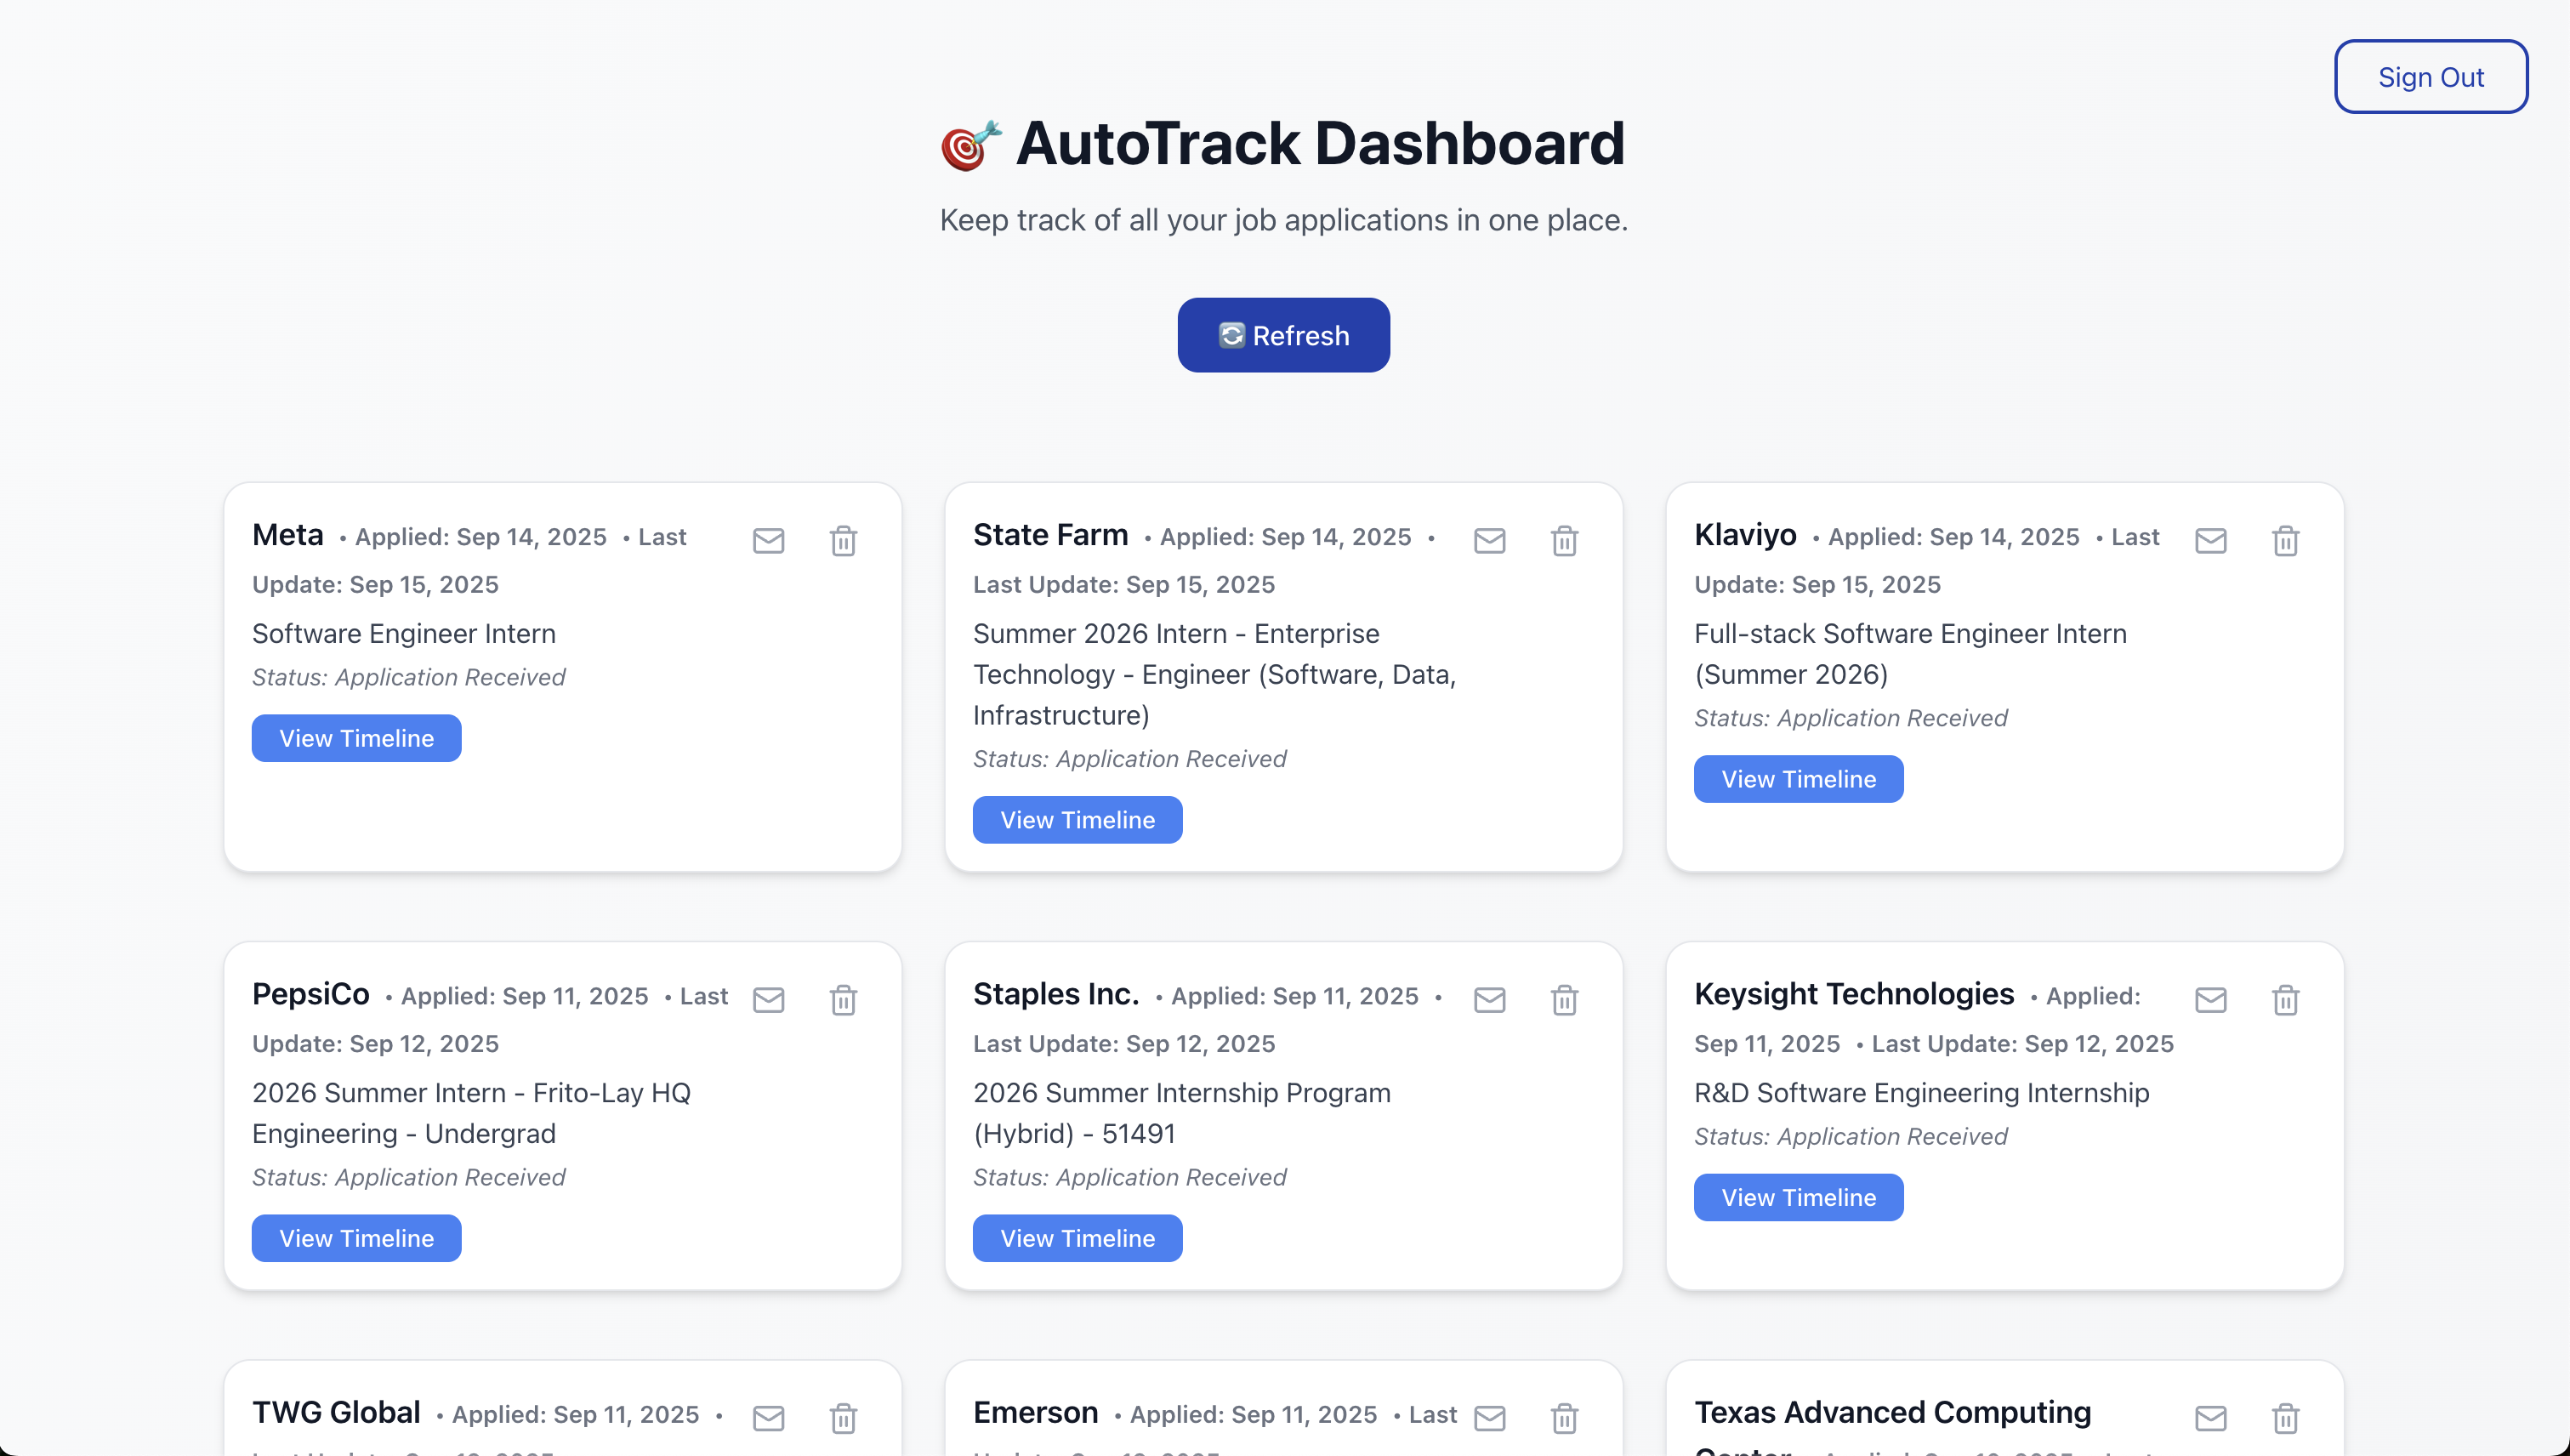 Sign Out
🎯 AutoTrack Dashboard
Keep track of all your job applications in one place.
🔄 Refresh
Meta • Applied: Sep 14, 2025 • Last
Update: Sep 15, 2025
Software Engineer Intern
Status: Application Received
View Timeline
State Farm • Applied: Sep 14, 2025 •
Last Update: Sep 15, 2025
Summer 2026 Intern - Enterprise
Technology - Engineer (Software, Data,
Infrastructure)
Status: Application Received
View Timeline
Klaviyo • Applied: Sep 14, 2025 • Last
Update: Sep 15, 2025
Full-stack Software Engineer Intern
(Summer 2026)
Status: Application Received
View Timeline
PepsiCo • Applied: Sep 11, 2025 • Last
Update: Sep 12, 2025
2026 Summer Intern - Frito-Lay HQ
Engineering - Undergrad
Status: Application Received
View Timeline
Staples Inc. • Applied: Sep 11, 2025 •
Last Update: Sep 12, 2025
2026 Summer Internship Program
(Hybrid) - 51491
Status: Application Received
View Timeline
Keysight Technologies • Applied:
Sep 11, 2025 • Last Update: Sep 12, 2025
R&D Software Engineering Internship
Status: Application Received
View Timeline
TWG Global • Applied: Sep 11, 2025 •
Emerson • Applied: Sep 11, 2025 • Last
Texas Advanced Computing